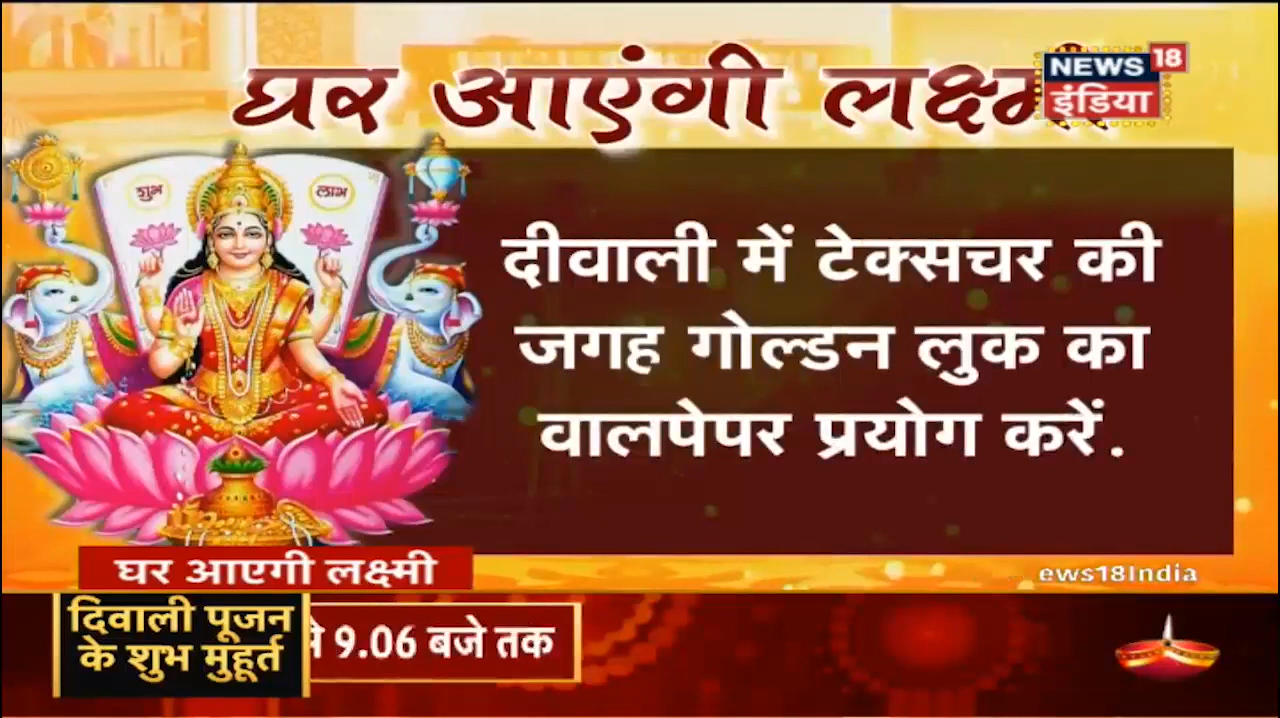 घर आएंगी लक्ष्मी
NEWS 18
इंडिया
शुभ
लाभ
दीवाली में टेक्सचर की
जगह गोल्डन लुक का
वालपेपर प्रयोग करें.
घर आएगी लक्ष्मी
ews18India
दिवाली पूजन
के शुभ मुहूर्त
9.06 बजे तक